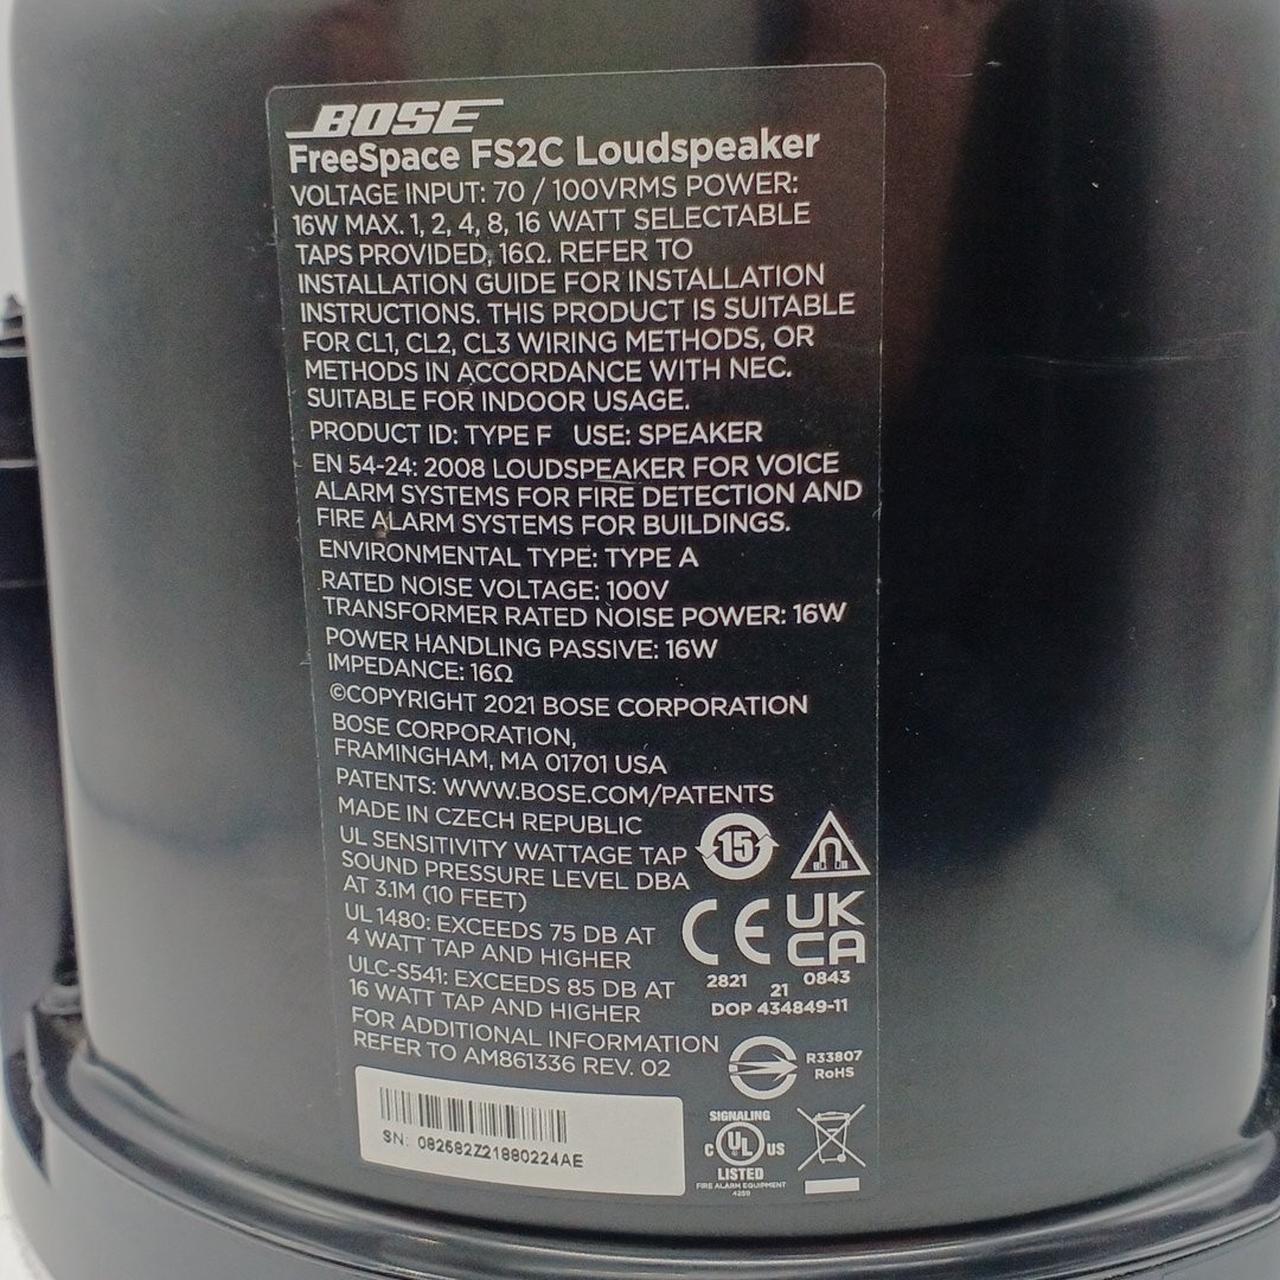 BOSE
FreeSpace FS2C Loudspeaker
VOLTAGE INPUT: 70 / 100VRMS POWER:
16W MAX. 1, 2, 4, 8, 16 WATT SELECTABLE
TAPS PROVIDED, 16Ω. REFER TO
INSTALLATION GUIDE FOR INSTALLATION
INSTRUCTIONS. THIS PRODUCT IS SUITABLE
FOR CL1, CL2, CL3 WIRING METHODS, OR
METHODS IN ACCORDANCE WITH NEC.
SUITABLE FOR INDOOR USAGE.
PRODUCT ID: TYPE F USE: SPEAKER
EN 54-24: 2008 LOUDSPEAKER FOR VOICE
ALARM SYSTEMS FOR FIRE DETECTION AND
FIRE ALARM SYSTEMS FOR BUILDINGS.
ENVIRONMENTAL TYPE: TYPE A
RATED NOISE VOLTAGE: 100V
TRANSFORMER RATED NOISE POWER: 16W
POWER HANDLING PASSIVE: 16W
IMPEDANCE: 16Ω
©COPYRIGHT 2021 BOSE CORPORATION
BOSE CORPORATION,
FRAMINGHAM, MA 01701 USA
PATENTS: WWW.BOSE.COM/PATENTS
MADE IN CZECH REPUBLIC
UL SENSITIVITY WATTAGE TAP
SOUND PRESSURE LEVEL DBA
AT 3.1M (10 FEET)
UL 1480: EXCEEDS 75 DB AT
4 WATT TAP AND HIGHER
ULC-S541: EXCEEDS 85 DB AT
16 WATT TAP AND HIGHER
FOR ADDITIONAL INFORMATION
REFER TO AM861336 REV. 02
15
CE
UK
CA
2821
0843
21
DOP 434849-11
R33807
RoHS
SIGNALING
C UL US
LISTED
FIRE ALARM EQUIPMENT
4259
SN: 082582Z21880224AE